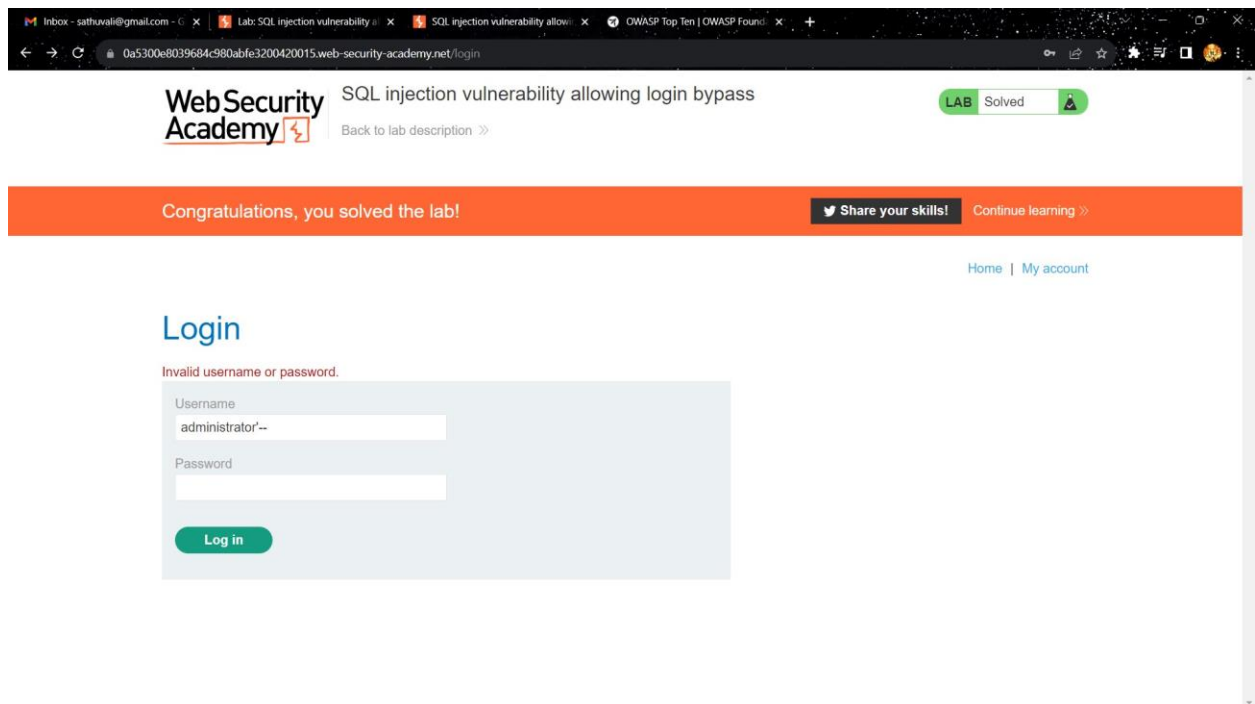 Inbox - sathuvali@gmail.com - G
Lab: SQL injection vulnerability a
SQL injection vulnerability allowi
OWASP Top Ten | OWASP Found
0a5300e8039684c980abfe3200420015.web-security-academy.net/login
Web Security
Academy
SQL injection vulnerability allowing login bypass
Back to lab description
LAB Solved
Congratulations, you solved the lab!
Share your skills!
Continue learning
Home | My account
Login
Invalid username or password.
Username
administrator'--
Password
Log in